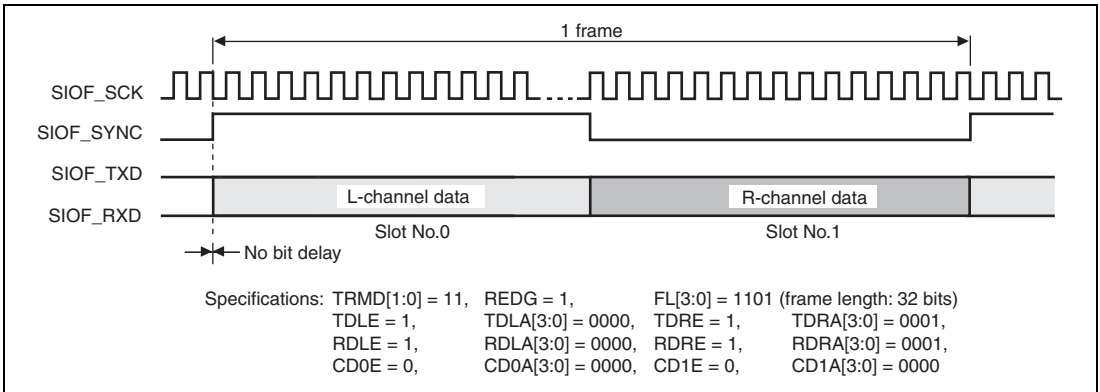 1 frame
SIOF_SCK
SIOF_SYNC
SIOF_TXD
L-channel data R-channel data
SIOF_RXD
Slot No.0 Slot No.1
No bit delay
Specifications: TRMD[1:0] = 11, REDG = 1, FL[3:0] = 1101 (frame length: 32 bits)
TDLE = 1, TDLA[3:0] = 0000, TDRE = 1, TDRA[3:0] = 0001,
RDLE = 1, RDLA[3:0] = 0000, RDRE = 1, RDRA[3:0] = 0001,
CD0E = 0, CD0A[3:0] = 0000, CD1E = 0, CD1A[3:0] = 0000